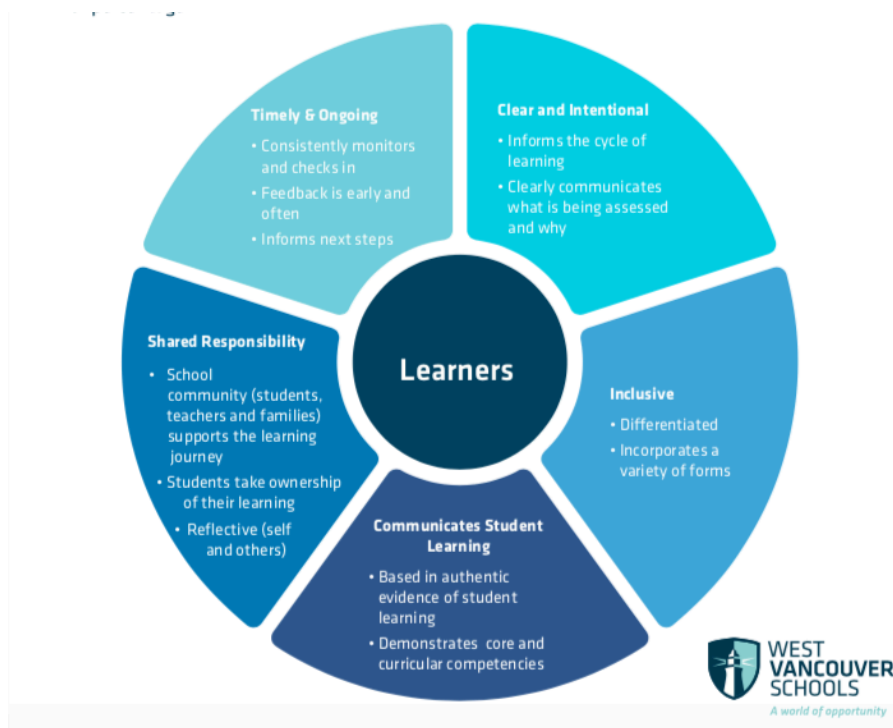 Timely & Ongoing
• Consistently monitors
and checks in
• Feedback is early and
often
• Informs next steps
Clear and Intentional
• Informs the cycle of
learning
• Clearly communicates
what is being assessed
and why
Inclusive
• Differentiated
• Incorporates a
variety of forms
Communicates Student
Learning
• Based in authentic
evidence of student
learning
• Demonstrates core and
curricular competencies
Shared Responsibility
• School
community (students,
teachers and families)
supports the learning
journey
• Students take ownership
of their learning
• Reflective (self
and others)
Learners
WEST
VANCOUVER
SCHOOLS
A world of opportunity